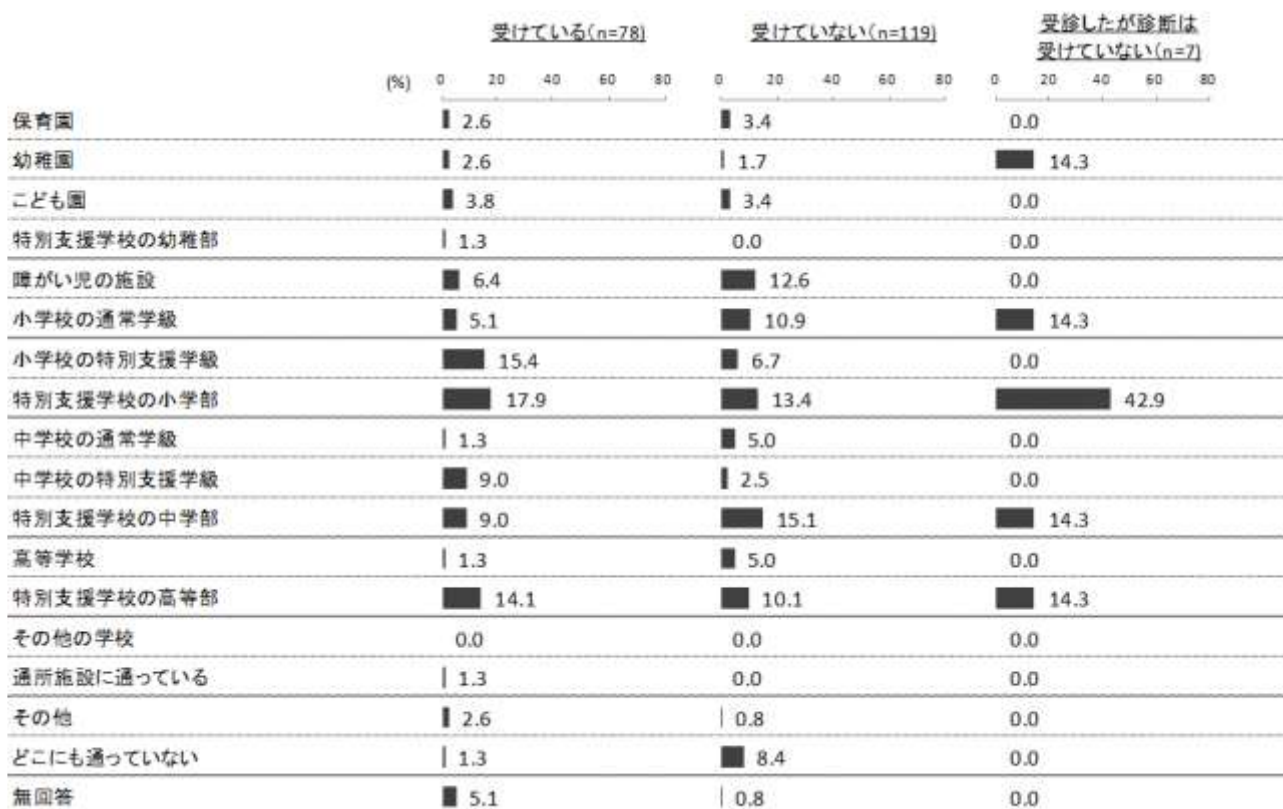 受けている(n=78) 受けていない(n=119) 受診したが診断は
受けていない(n=7)
(%) 0 20 40 60 80 0 20 40 60 80 0 20 40 60 80
保育園 2.6 3.4 0.0
幼稚園 2.6 1.7 14.3
こども園 3.8 3.4 0.0
特別支援学校の幼稚部 1.3 0.0 0.0
障がい児の施設 6.4 12.6 0.0
小学校の通常学級 5.1 10.9 14.3
小学校の特別支援学級 15.4 6.7 0.0
特別支援学校の小学部 17.9 13.4 42.9
中学校の通常学級 1.3 5.0 0.0
中学校の特別支援学級 9.0 2.5 0.0
特別支援学校の中学部 9.0 15.1 14.3
高等学校 1.3 5.0 0.0
特別支援学校の高等部 14.1 10.1 14.3
その他の学校 0.0 0.0 0.0
通所施設に通っている 1.3 0.0 0.0
その他 2.6 0.8 0.0
どこにも通っていない 1.3 8.4 0.0
無回答 5.1 0.8 0.0